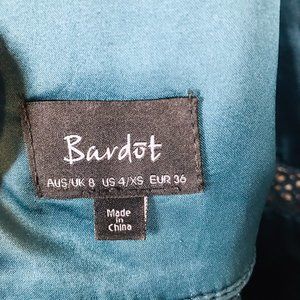 Bardot
AUS/UK 8 US 4/XS EUR 36
Made
in
China